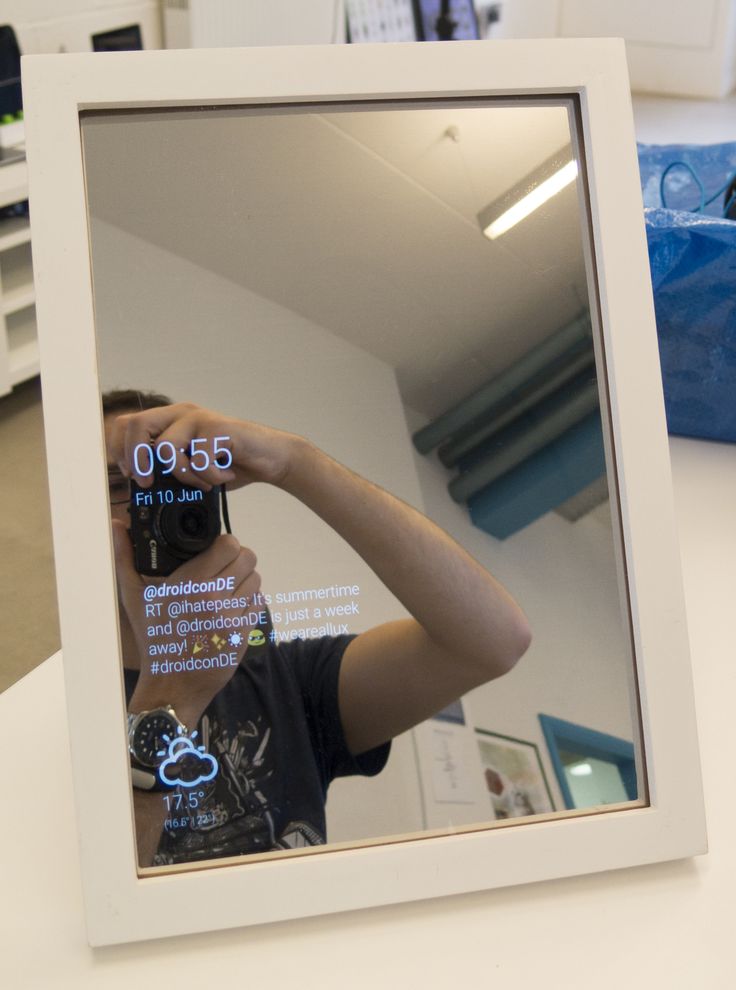 09:55
Fri 10 Jun
Canon
@droidconDE
RT @ihatepeas: It's summertime
and @droidconDE is just a week
away! 🎉✨☀🍔 #weareallux
#droidconDE
17.5°
(16.6° | 22°)